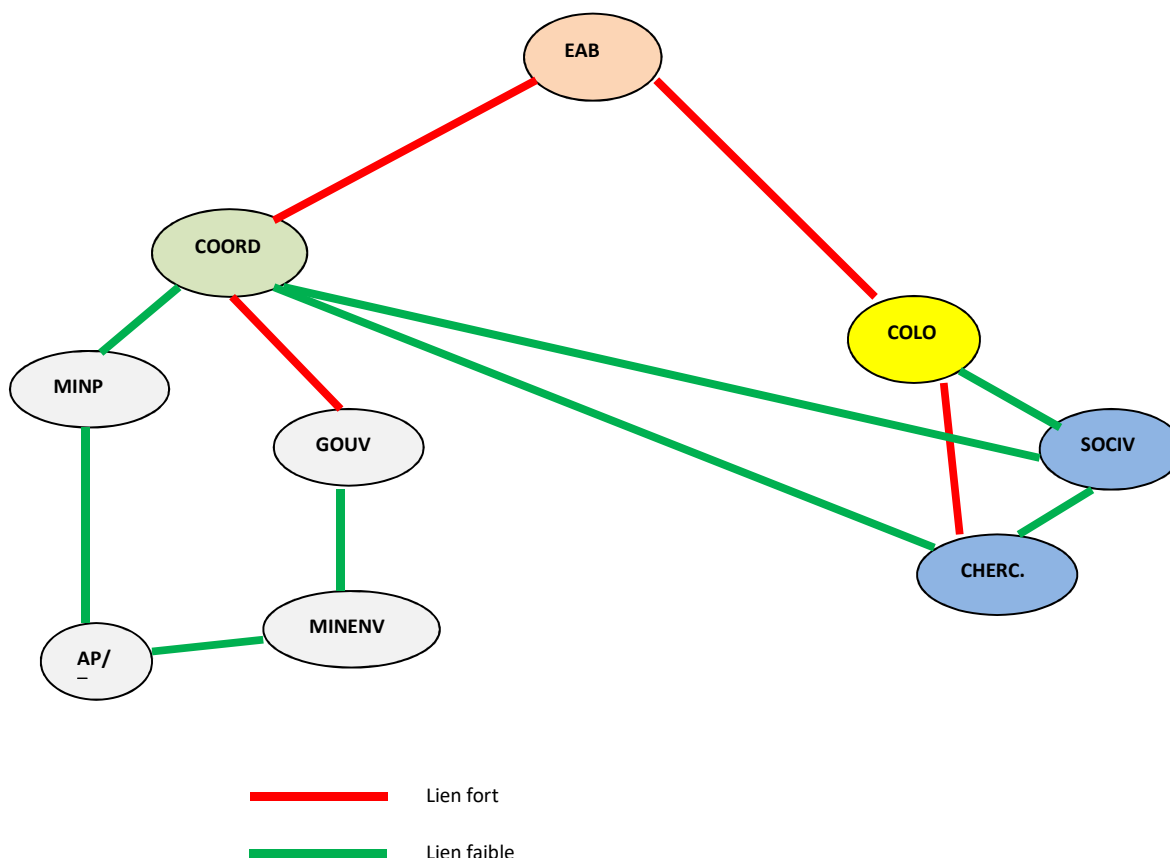 EAB
COORD
COLO
MINP
GOUV
SOCIV
CHERC.
MINENV
AP/
_
Lien fort
Lien faible